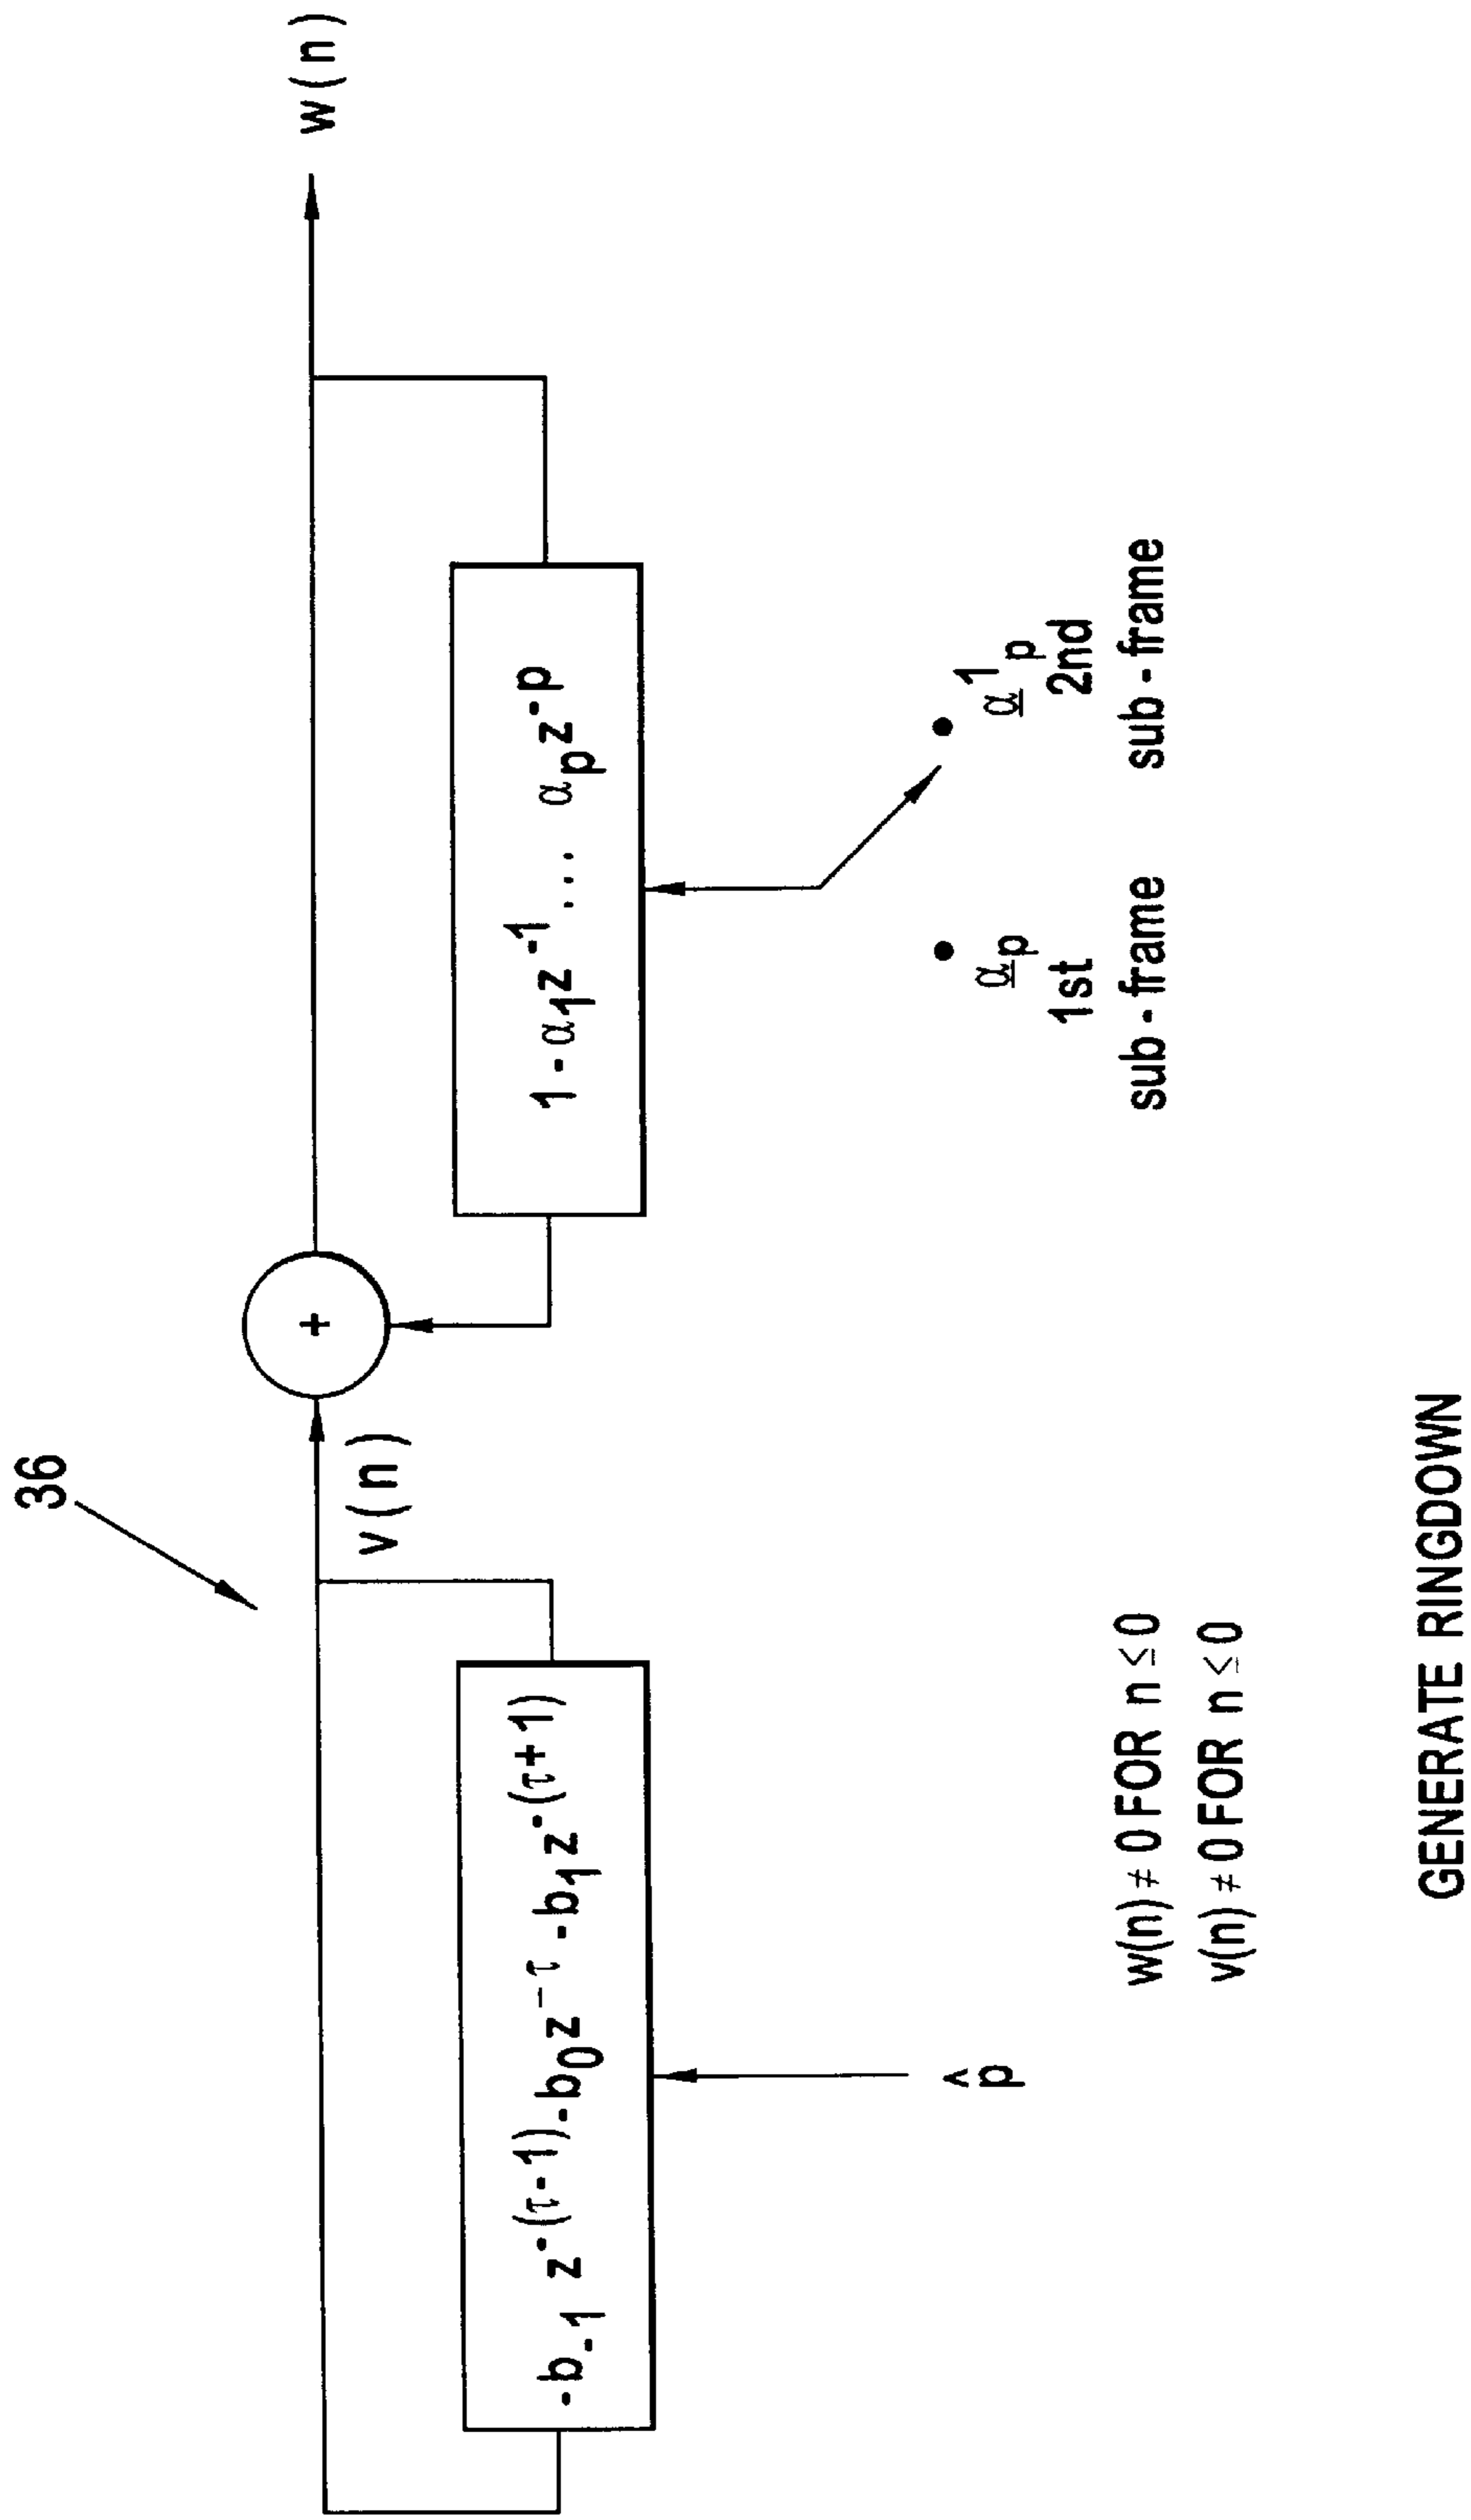 36
w(n)
v(n)
+
-b₋₁ z⁻⁽τ⁻¹⁾-b₀z⁻τ-b₁z⁻⁽τ⁺¹⁾
1-α₁z⁻¹... αₚz⁻ᵖ
^
p
αp
1st
sub-frame
α¹p
2nd
sub-frame
w(n)≠0 FOR n≤0
v(n)≠0 FOR n≤0
GENERATE RINGDOWN